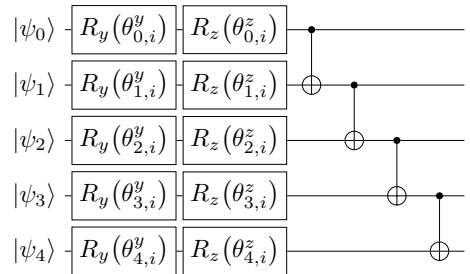 |ψ₀⟩ R_y(θ^y_{0,i}) R_z(θ^z_{0,i})
|ψ₁⟩ R_y(θ^y_{1,i}) R_z(θ^z_{1,i})
|ψ₂⟩ R_y(θ^y_{2,i}) R_z(θ^z_{2,i})
|ψ₃⟩ R_y(θ^y_{3,i}) R_z(θ^z_{3,i})
|ψ₄⟩ R_y(θ^y_{4,i}) R_z(θ^z_{4,i})